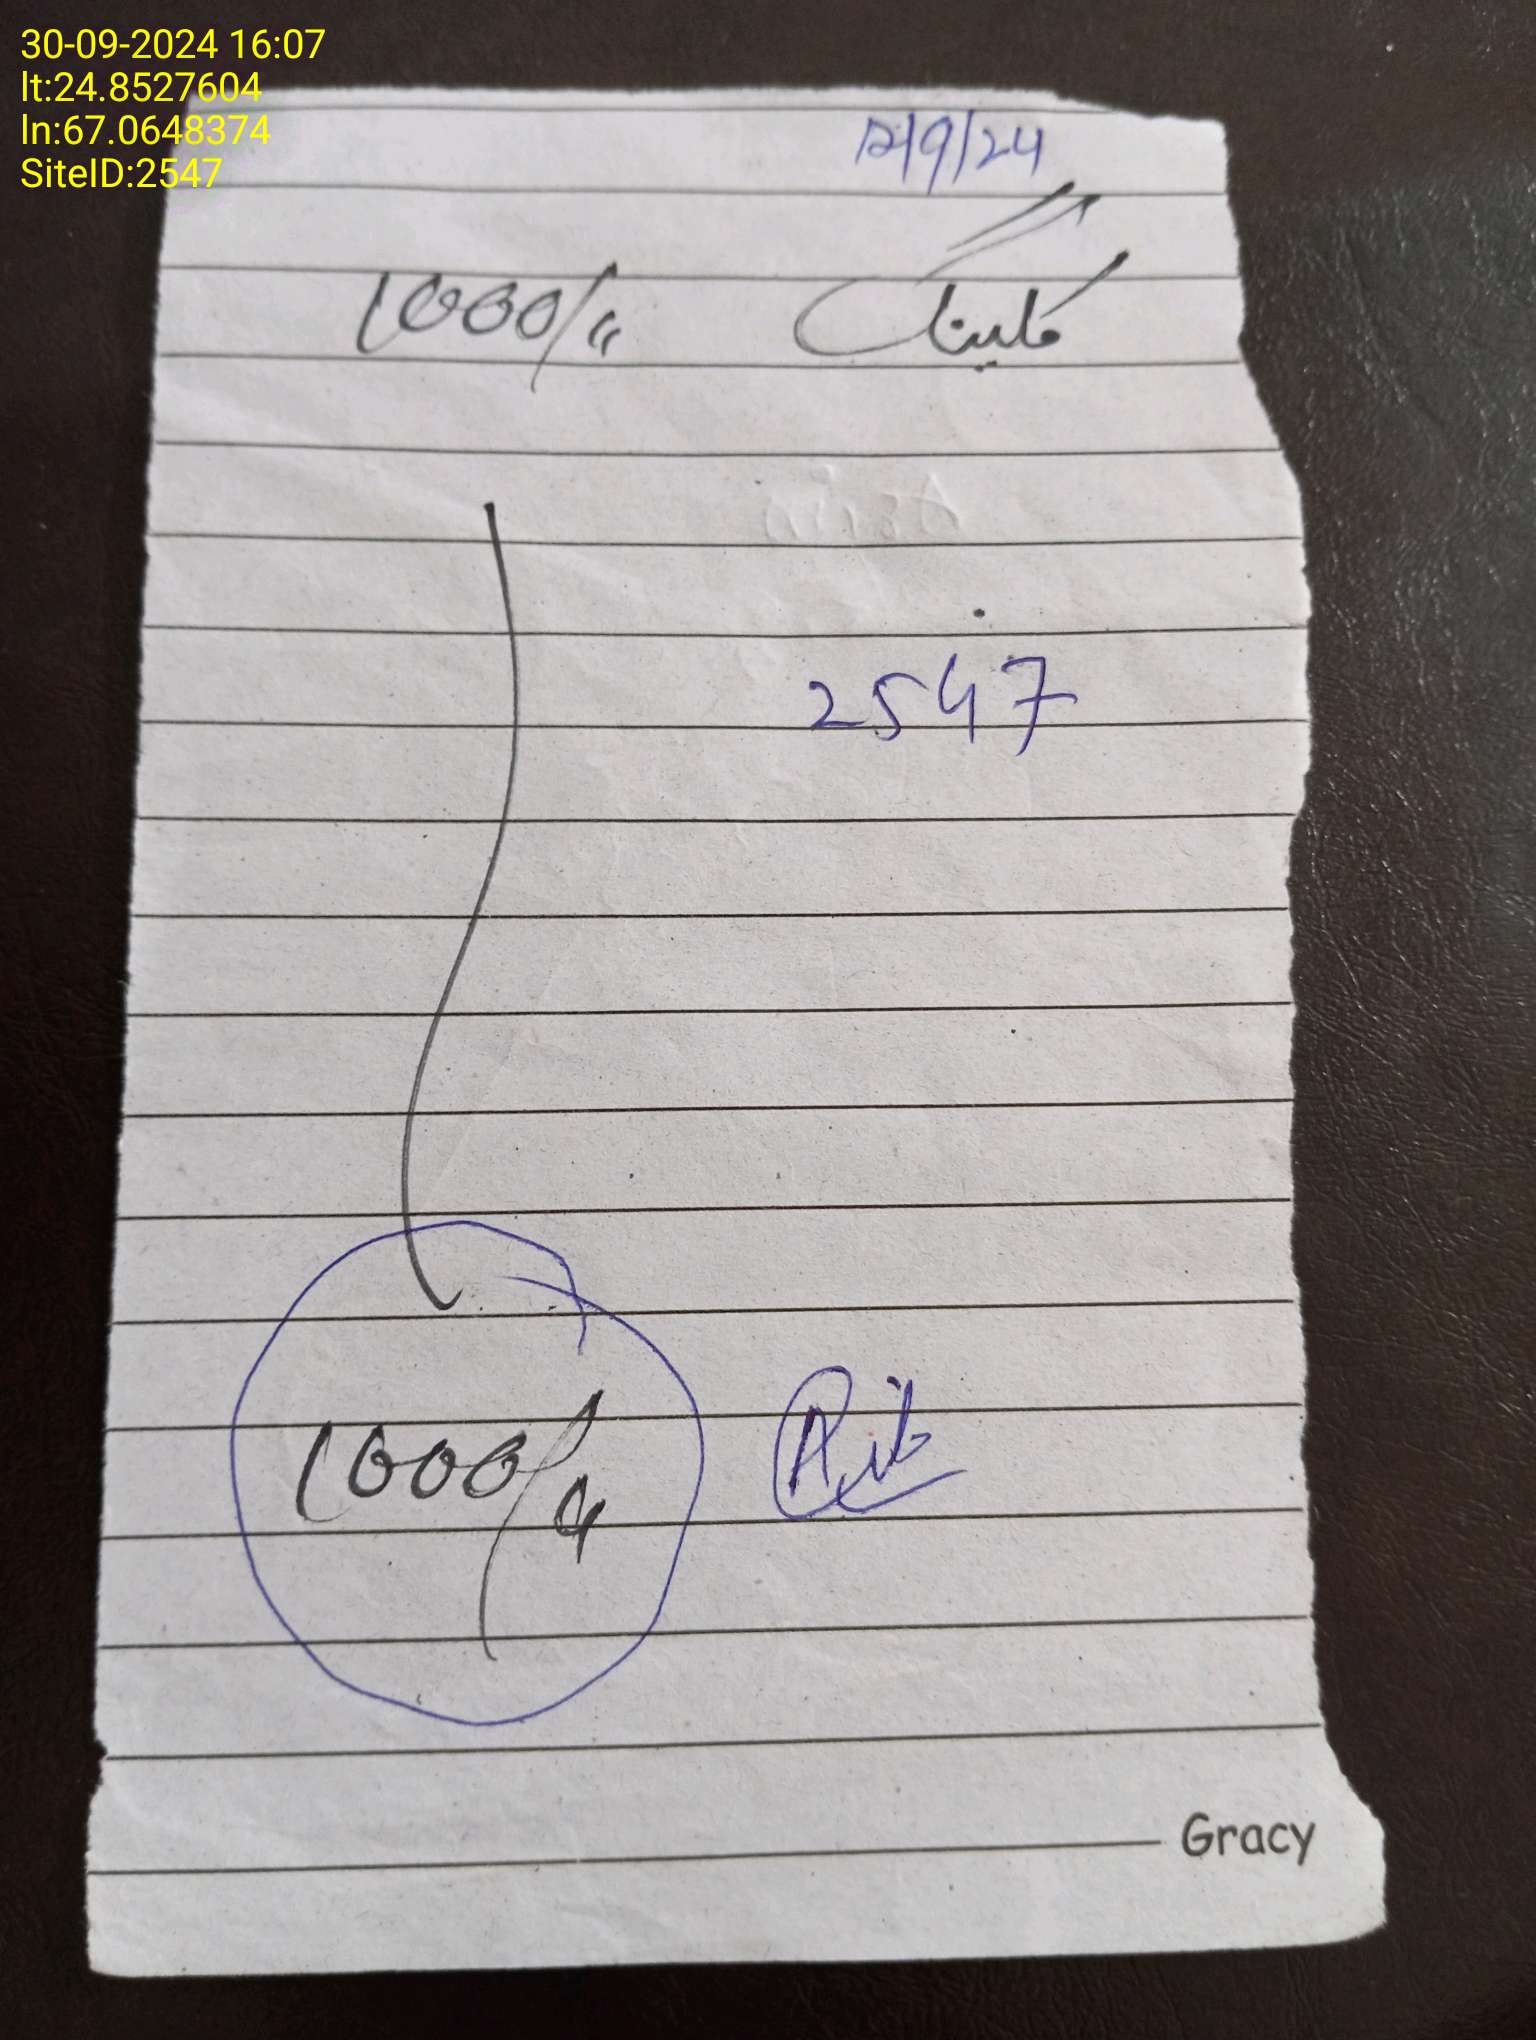 30-09-2024 16:07
lt:24.8527604
ln:67.0648374
SiteID:2547
12/9/24
1000/=
2547
1000/=
Gracy